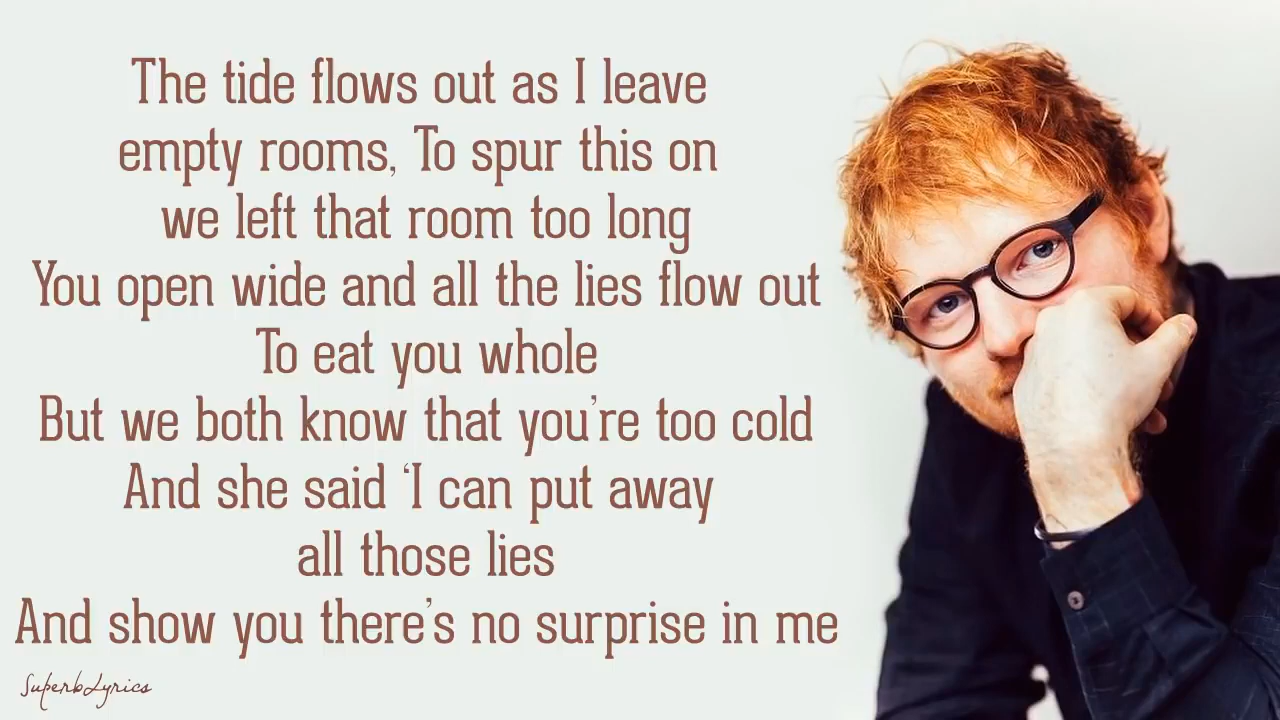 The tide flows out as I leave
empty rooms, To spur this on
we left that room too long
You open wide and all the lies flow out
To eat you whole
But we both know that you’re too cold
And she said ‘I can put away
all those lies
And show you there’s no surprise in me
SuperbLyrics